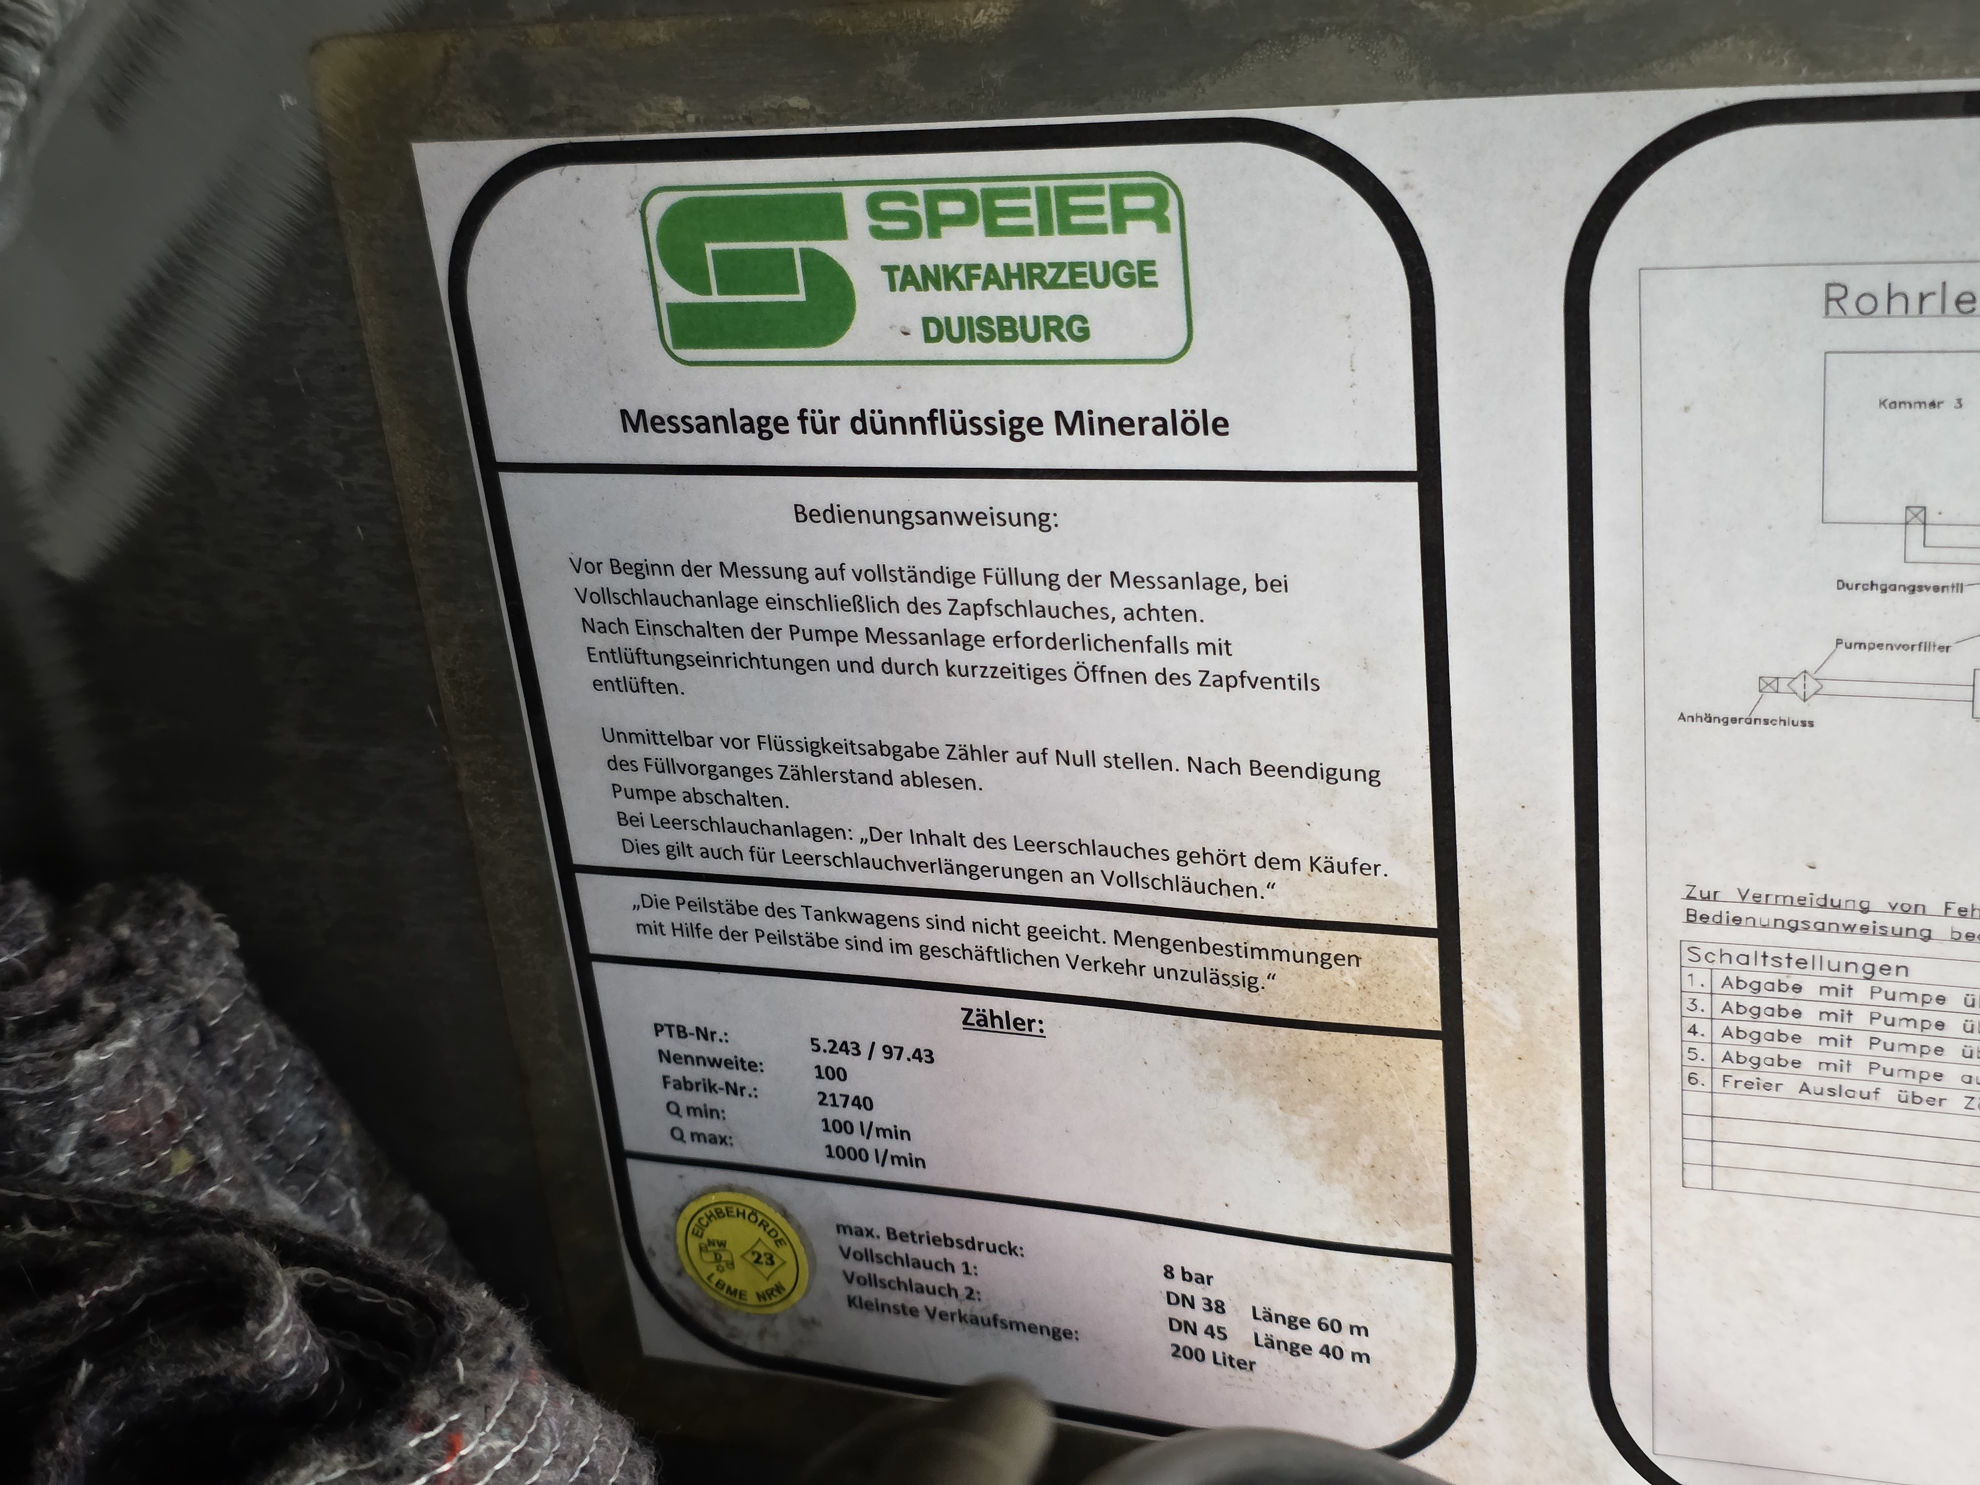 SPEIER
TANKFAHRZEUGE
DUISBURG
Messanlage für dünnflüssige Mineralöle
Bedienungsanweisung:
Vor Beginn der Messung auf vollständige Füllung der Messanlage, bei
Vollschlauchanlage einschließlich des Zapfschlauches, achten.
Nach Einschalten der Pumpe Messanlage erforderlichenfalls mit
Entlüftungseinrichtungen und durch kurzzeitiges Öffnen des Zapfventils
entlüften.
Unmittelbar vor Flüssigkeitsabgabe Zähler auf Null stellen. Nach Beendigung
des Füllvorganges Zählerstand ablesen.
Pumpe abschalten.
Bei Leerschlauchanlagen: „Der Inhalt des Leerschlauches gehört dem Käufer.
Dies gilt auch für Leerschlauchverlängerungen an Vollschläuchen.“
„Die Peilstäbe des Tankwagens sind nicht geeicht. Mengenbestimmungen
mit Hilfe der Peilstäbe sind im geschäftlichen Verkehr unzulässig.“
Zähler:
PTB-Nr.: 5.243 / 97.43
Nennweite: 100
Fabrik-Nr.: 21740
Q min: 100 l/min
Q max: 1000 l/min
EICHBEHÖRDE
NW
D
23
LBME NRW
max. Betriebsdruck: 8 bar
Vollschlauch 1: DN 38 Länge 60 m
Vollschlauch 2: DN 45 Länge 40 m
Kleinste Verkaufsmenge: 200 Liter
Rohrle
Kammer 3
Durchgangsventil
Pumpenvorfilter
Anhängeranschluss
Zur Vermeidung von Feh
Bedienungsanweisung bea
Schaltstellungen
1. Abgabe mit Pumpe ü
3. Abgabe mit Pumpe ü
4. Abgabe mit Pumpe ü
5. Abgabe mit Pumpe au
6. Freier Auslauf über Z